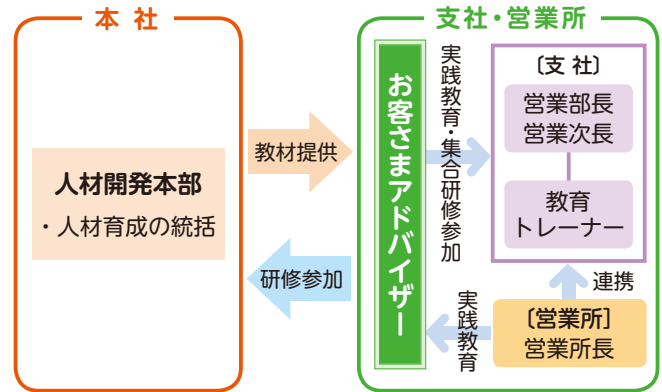 本 社
人材開発本部
・人材育成の統括
教材提供
研修参加
支社・営業所
お客さまアドバイザー
実践教育・集合研修参加
〔支 社〕
営業部長
営業次長
教育
トレーナー
連携
実践教育
〔営業所〕
営業所長